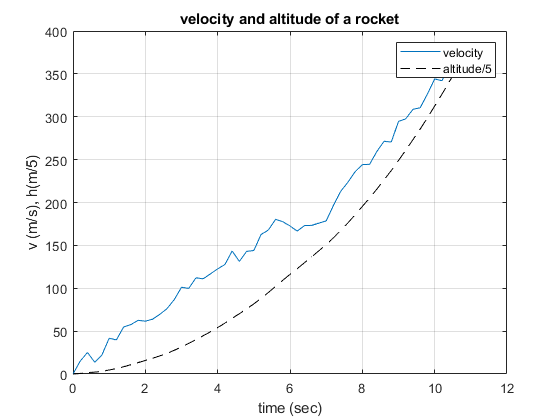 velocity and altitude of a rocket
velocity
altitude/5
v (m/s), h(m/5)
400
350
300
250
200
150
100
50
0
0 2 4 6 8 10 12
time (sec)